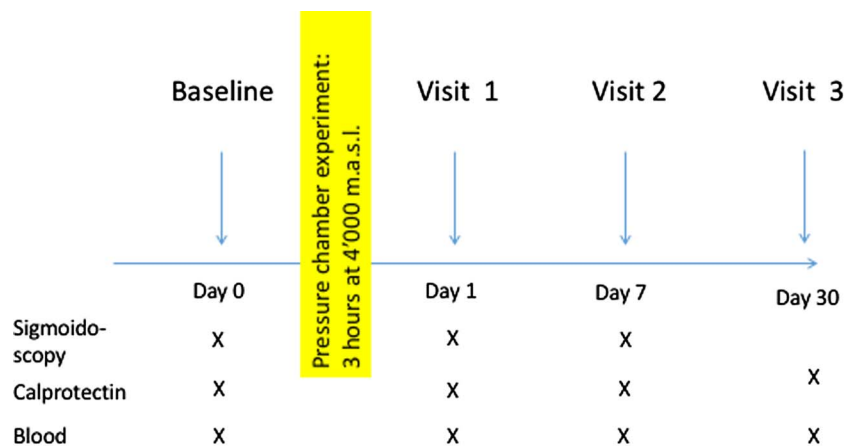 Baseline
Pressure chamber experiment:
3 hours at 4'000 m.a.s.l.
Visit 1
Visit 2
Visit 3
Day 0
Day 1
Day 7
Day 30
Sigmoido-
scopy
X X X
Calprotectin
X X X X
Blood
X X X X